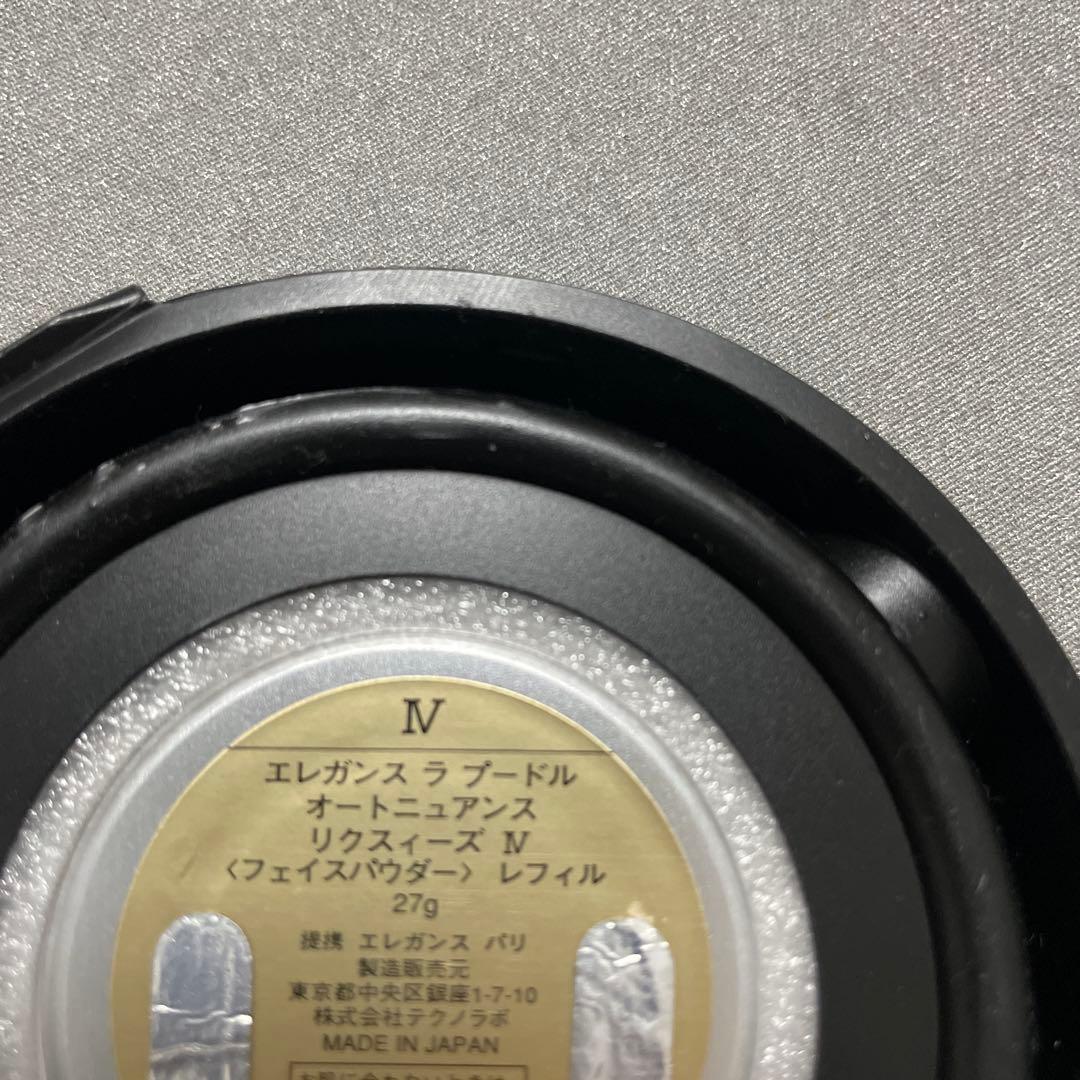 Ⅳ
エレガンス ラ プードル
オートニュアンス
リクスィーズ Ⅳ
〈フェイスパウダー〉 レフィル
27g
提携 エレガンス パリ
製造販売元
東京都中央区銀座1-7-10
株式会社テクノラボ
MADE IN JAPAN